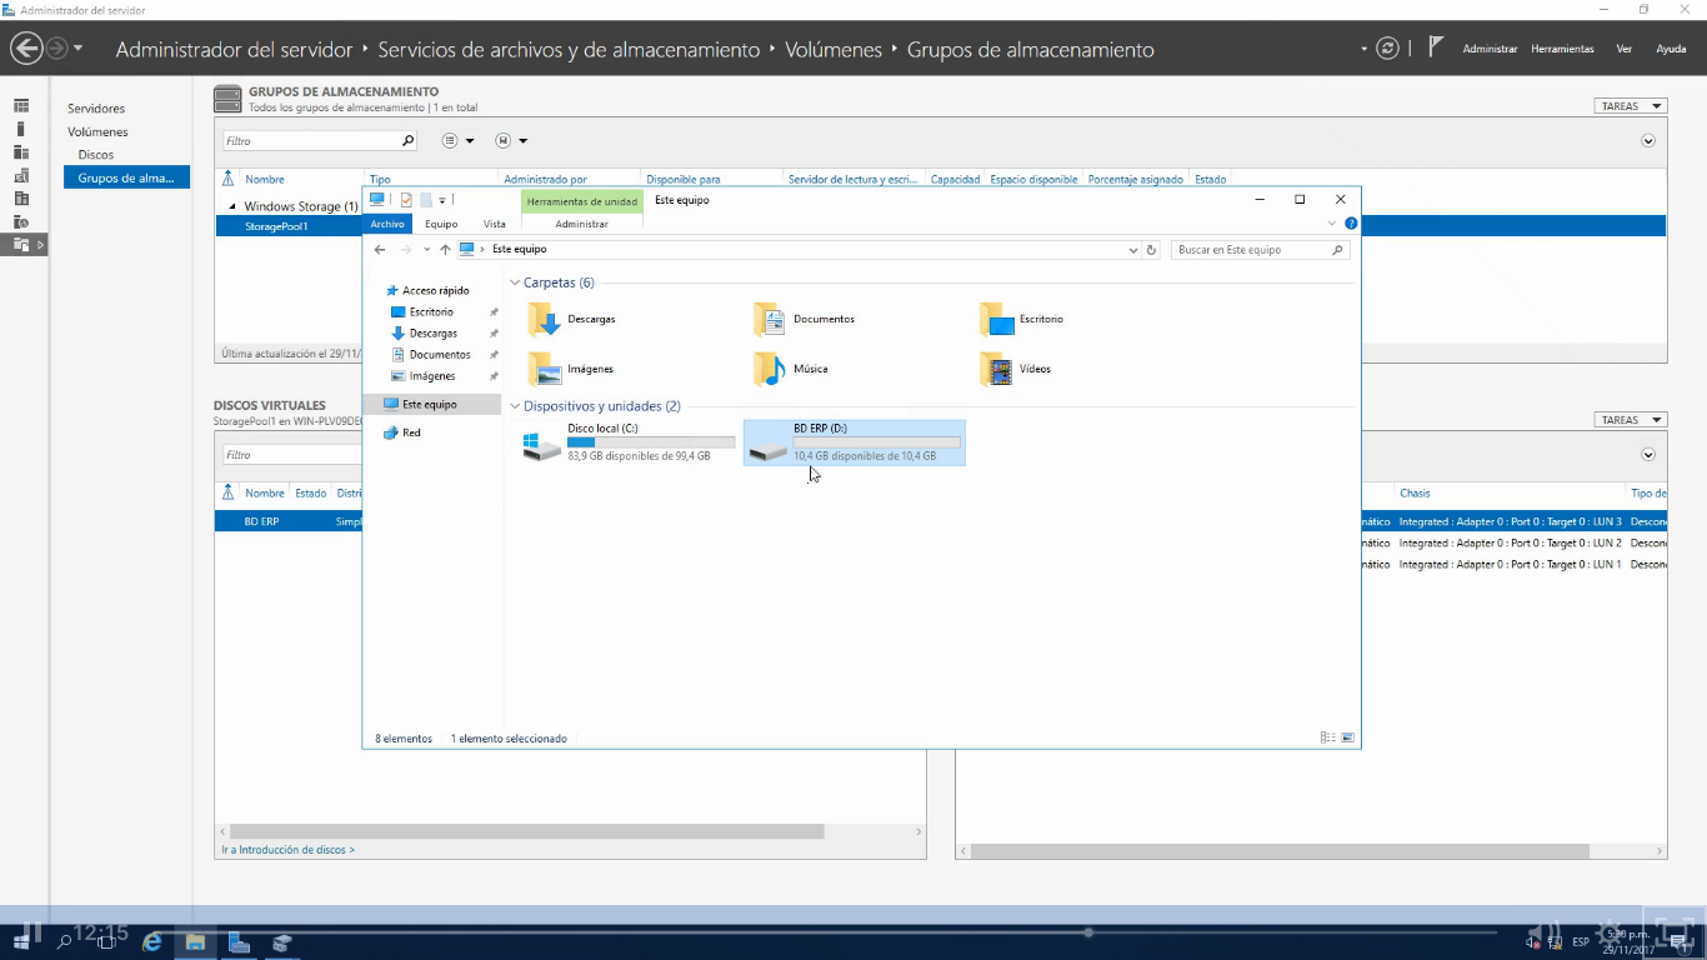 Administrador del servidor
Administrador del servidor ‣ Servicios de archivos y de almacenamiento ‣ Volúmenes ‣ Grupos de almacenamiento
Administrar Herramientas Ver Ayuda
Servidores
Volúmenes
Discos
Grupos de alma...
GRUPOS DE ALMACENAMIENTO
Todos los grupos de almacenamiento | 1 en total
TAREAS
Filtro
Nombre Tipo Administrado por Disponible para Servidor de lectura y escri... Capacidad Espacio disponible Porcentaje asignado Estado
Windows Storage (1)
StoragePool1
Última actualización el 29/11/
Herramientas de unidad
Este equipo
Archivo Equipo Vista Administrar
Este equipo
Buscar en Este equipo
Acceso rápido
Escritorio
Descargas
Documentos
Imágenes
Este equipo
Red
Carpetas (6)
Descargas Documentos Escritorio
Imágenes Música Vídeos
Dispositivos y unidades (2)
Disco local (C:)
83,9 GB disponibles de 99,4 GB
BD ERP (D:)
10,4 GB disponibles de 10,4 GB
8 elementos 1 elemento seleccionado
DISCOS VIRTUALES
StoragePool1 en WIN-PLV09DE
TAREAS
Filtro
Nombre Estado Distri
BD ERP Simpl
Chasis Tipo de
mático Integrated : Adapter 0 : Port 0 : Target 0 : LUN 3 Descon
mático Integrated : Adapter 0 : Port 0 : Target 0 : LUN 2 Descon
mático Integrated : Adapter 0 : Port 0 : Target 0 : LUN 1 Descon
Ir a Introducción de discos >
12:15
ESP
p.m.
29/11/2017